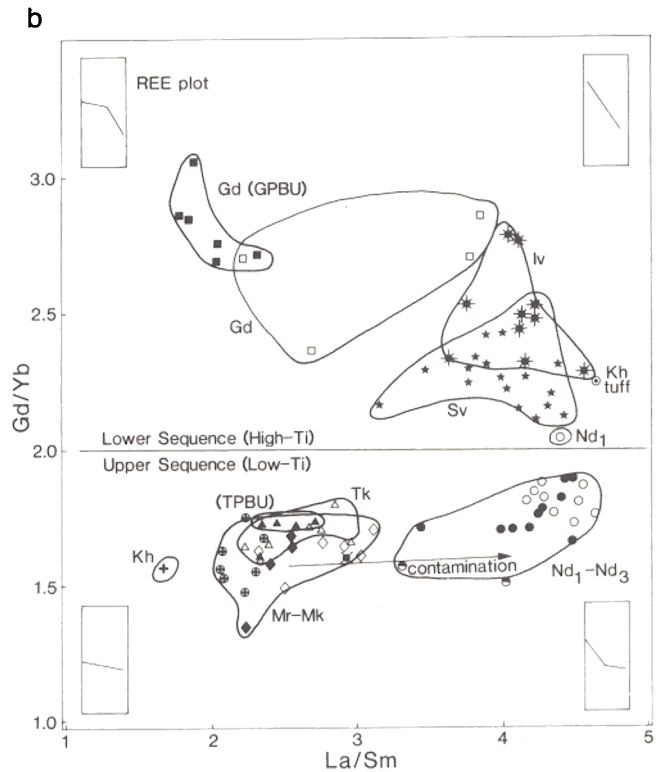 b
REE plot
3.0
Gd (GPBU)
Iv
2.5
Gd
Kh
tuff
Sv
Gd/Yb
Nd1
Lower Sequence (High-Ti)
2.0
Upper Sequence (Low-Ti)
(TPBU)
Tk
Kh
contamination
1.5
Nd1-Nd3
Mr-Mk
1.0
1
2
3
4
5
La/Sm